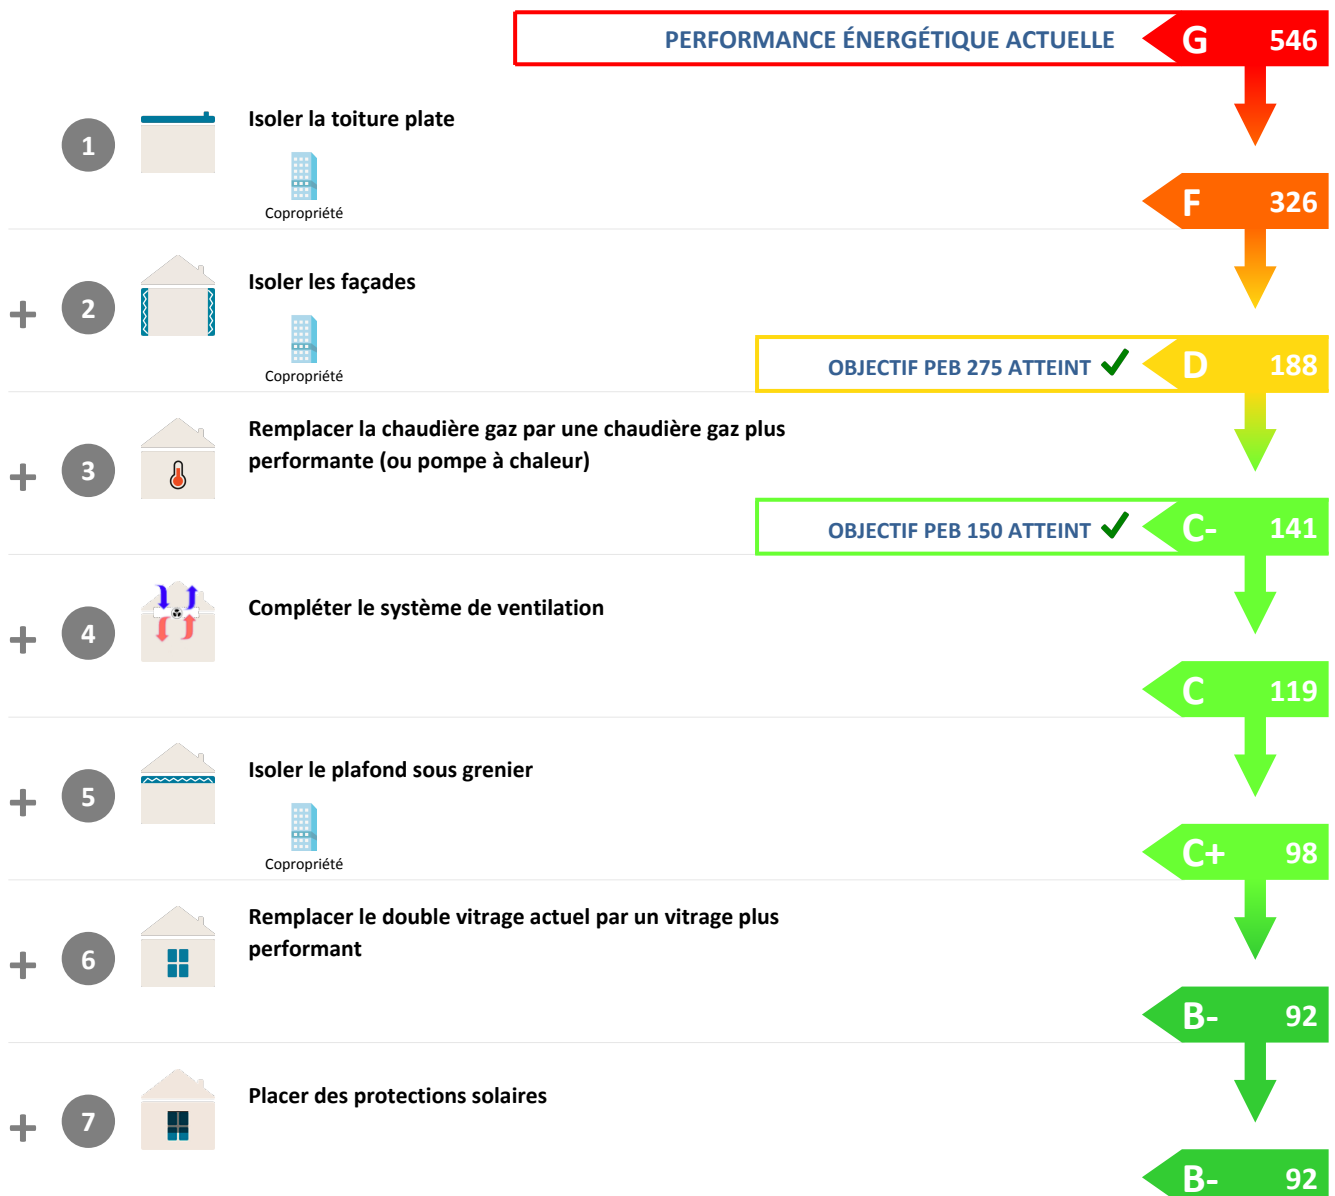 PERFORMANCE ÉNERGÉTIQUE ACTUELLE G 546
1 Isoler la toiture plate
Copropriété
F 326
+ 2 Isoler les façades
Copropriété
OBJECTIF PEB 275 ATTEINT ✓ D 188
+ 3 Remplacer la chaudière gaz par une chaudière gaz plus
performante (ou pompe à chaleur)
OBJECTIF PEB 150 ATTEINT ✓ C- 141
+ 4 Compléter le système de ventilation
C 119
+ 5 Isoler le plafond sous grenier
Copropriété
C+ 98
+ 6 Remplacer le double vitrage actuel par un vitrage plus
performant
B- 92
+ 7 Placer des protections solaires
B- 92